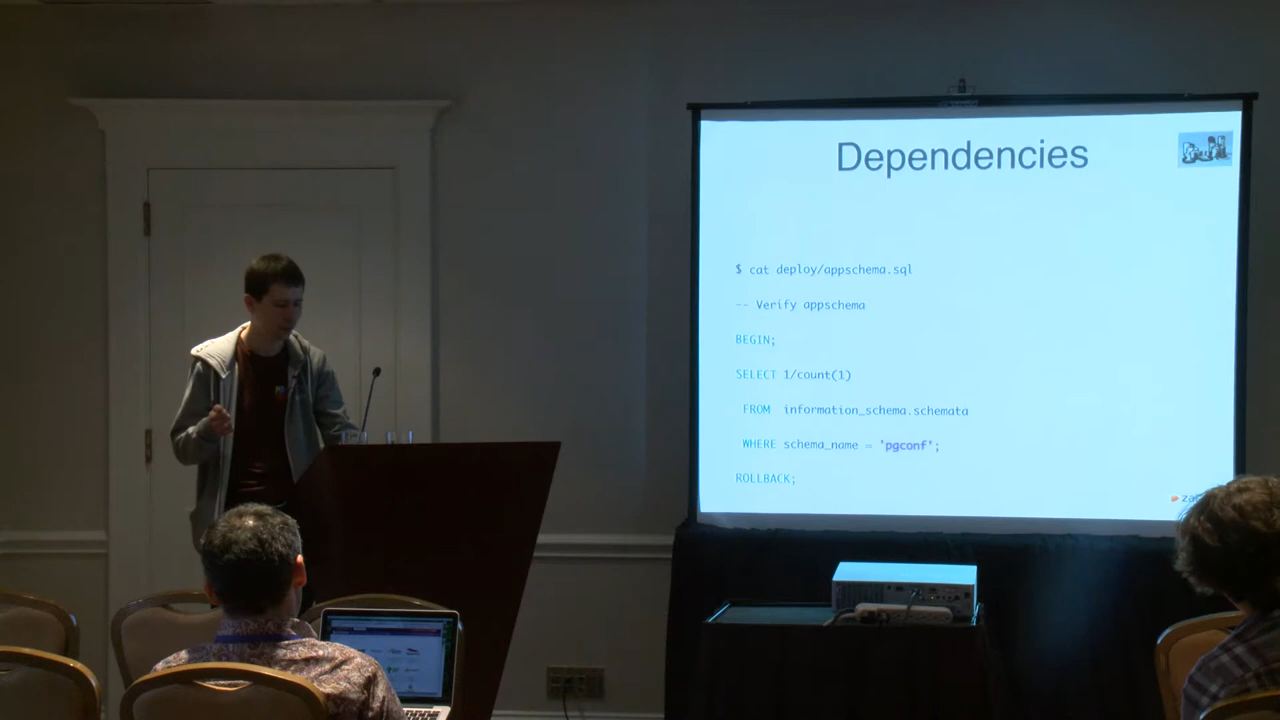 Dependencies
$ cat deploy/appschema.sql
-- Verify appschema
BEGIN;
SELECT 1/count(1)
FROM information_schema.schemata
WHERE schema_name = 'pgconf';
ROLLBACK;